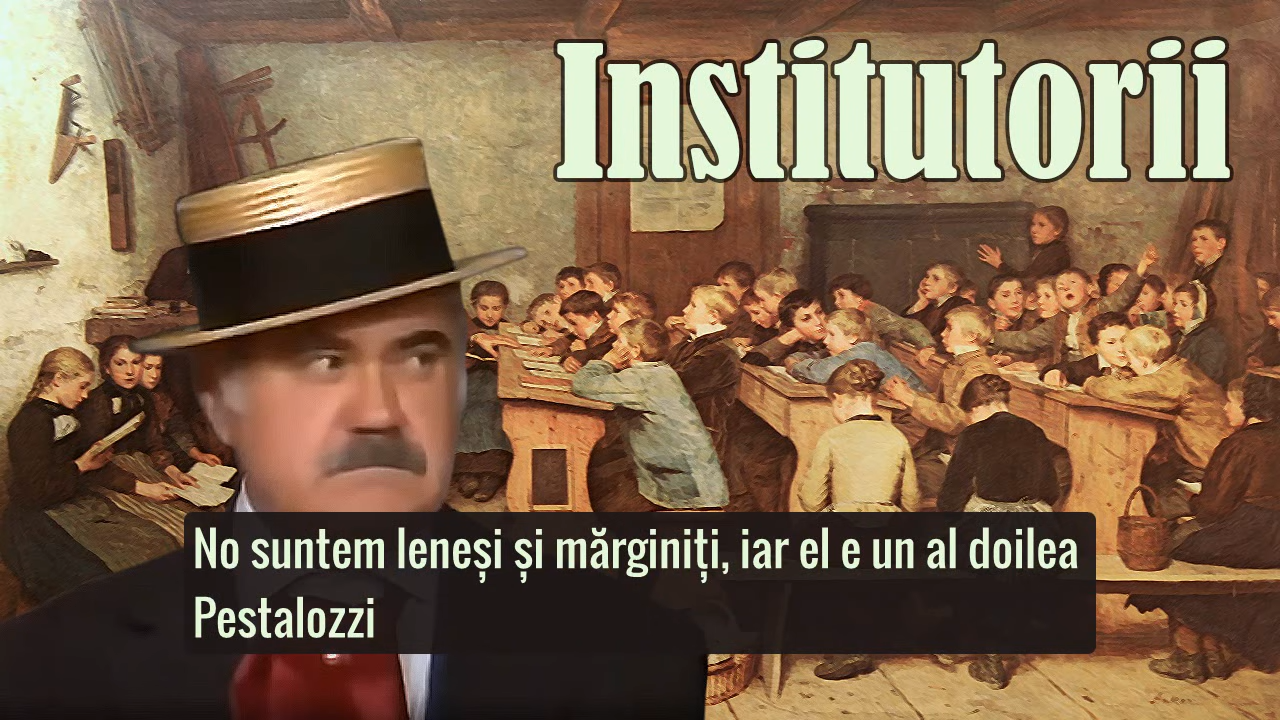 Institutorii
No suntem leneși și mărginiți, iar el e un al doilea
Pestalozzi